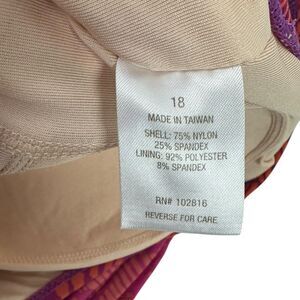 18
MADE IN TAIWAN
SHELL: 75% NYLON
25% SPANDEX
LINING: 92% POLYESTER
8% SPANDEX
RN# 102816
REVERSE FOR CARE